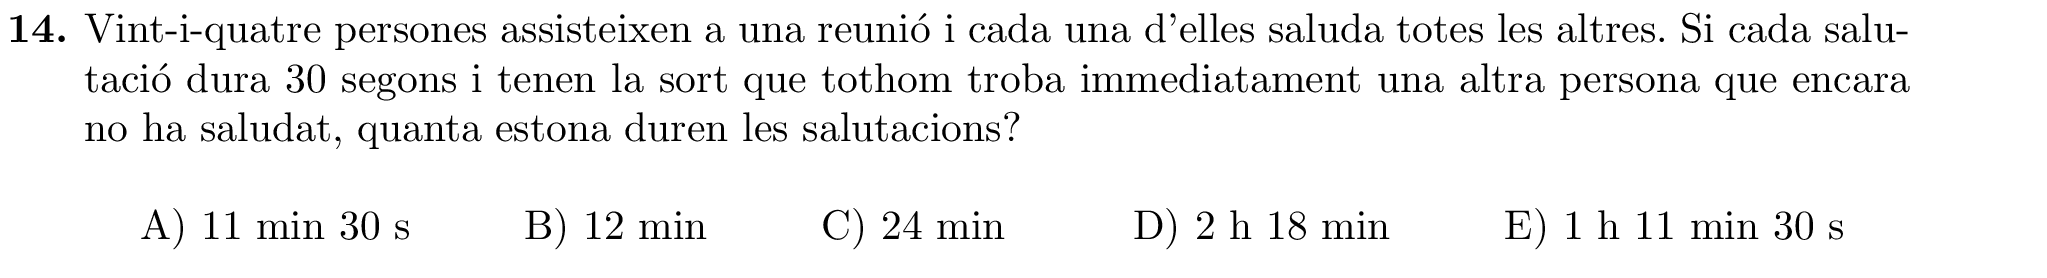 14. Vint-i-quatre persones assisteixen a una reunió i cada una d'elles saluda totes les altres. Si cada salu-
tació dura 30 segons i tenen la sort que tothom troba immediatament una altra persona que encara
no ha saludat, quanta estona duren les salutacions?
A) 11 min 30 s B) 12 min C) 24 min D) 2 h 18 min E) 1 h 11 min 30 s